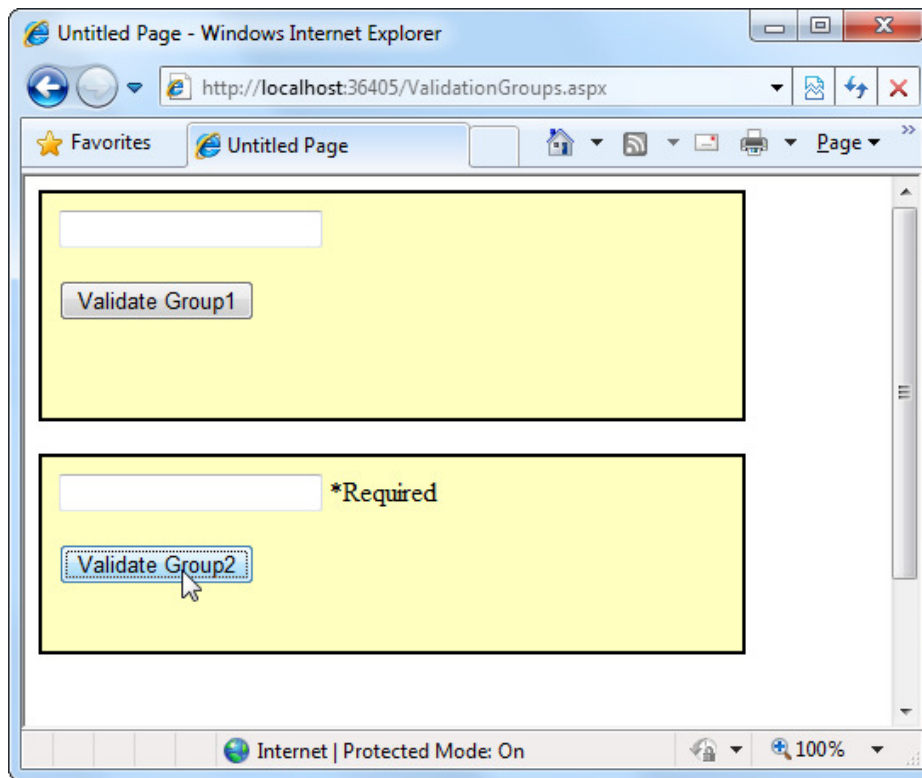 Untitled Page - Windows Internet Explorer
http://localhost:36405/ValidationGroups.aspx
Favorites Untitled Page Page »
Validate Group1
*Required
Validate Group2
Internet | Protected Mode: On 100%